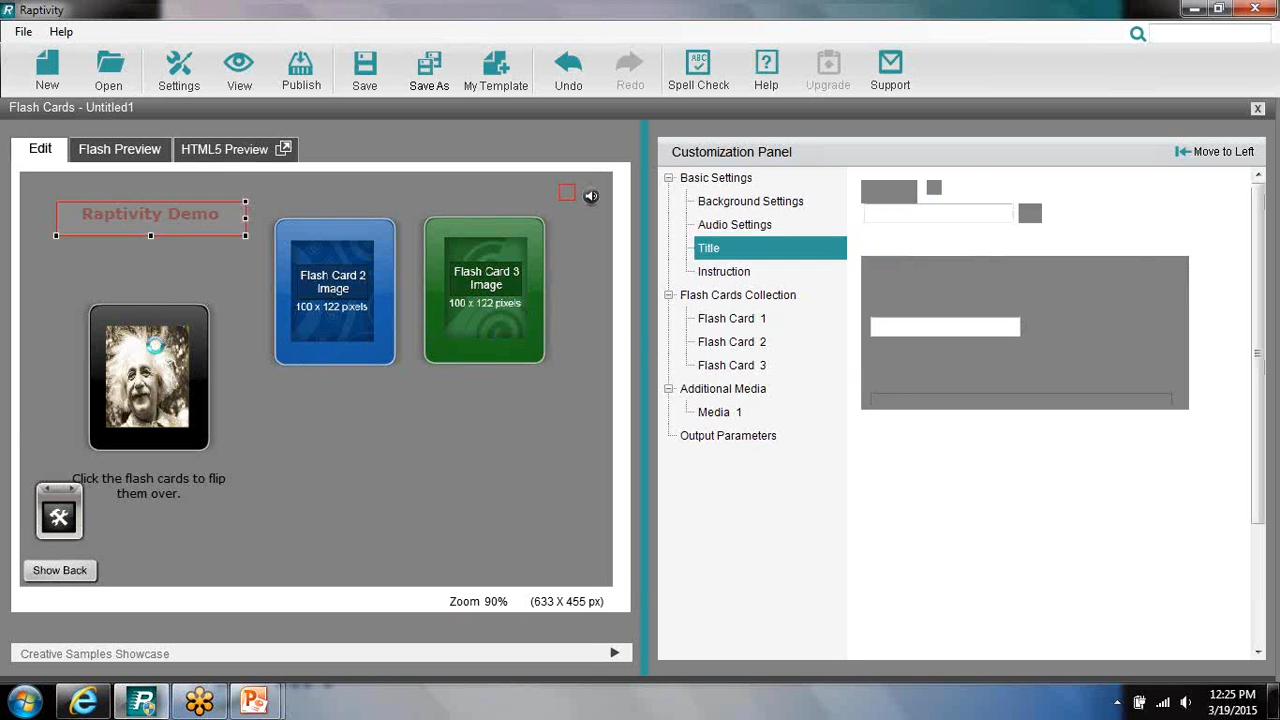 Raptivity
File Help
New Open Settings View Publish Save Save As My Template Undo Redo ABC Spell Check Help Upgrade Support
Flash Cards - Untitled1
Edit Flash Preview HTML5 Preview
Customization Panel Move to Left
Raptivity Demo
Flash Card 2
Image
100 x 122 pixels
Flash Card 3
Image
100 x 122 pixels
Click the flash cards to flip
them over.
Show Back
Zoom 90% (633 X 455 px)
Creative Samples Showcase
Basic Settings
Background Settings
Audio Settings
Title
Instruction
Flash Cards Collection
Flash Card 1
Flash Card 2
Flash Card 3
Additional Media
Media 1
Output Parameters
12:25 PM
3/19/2015